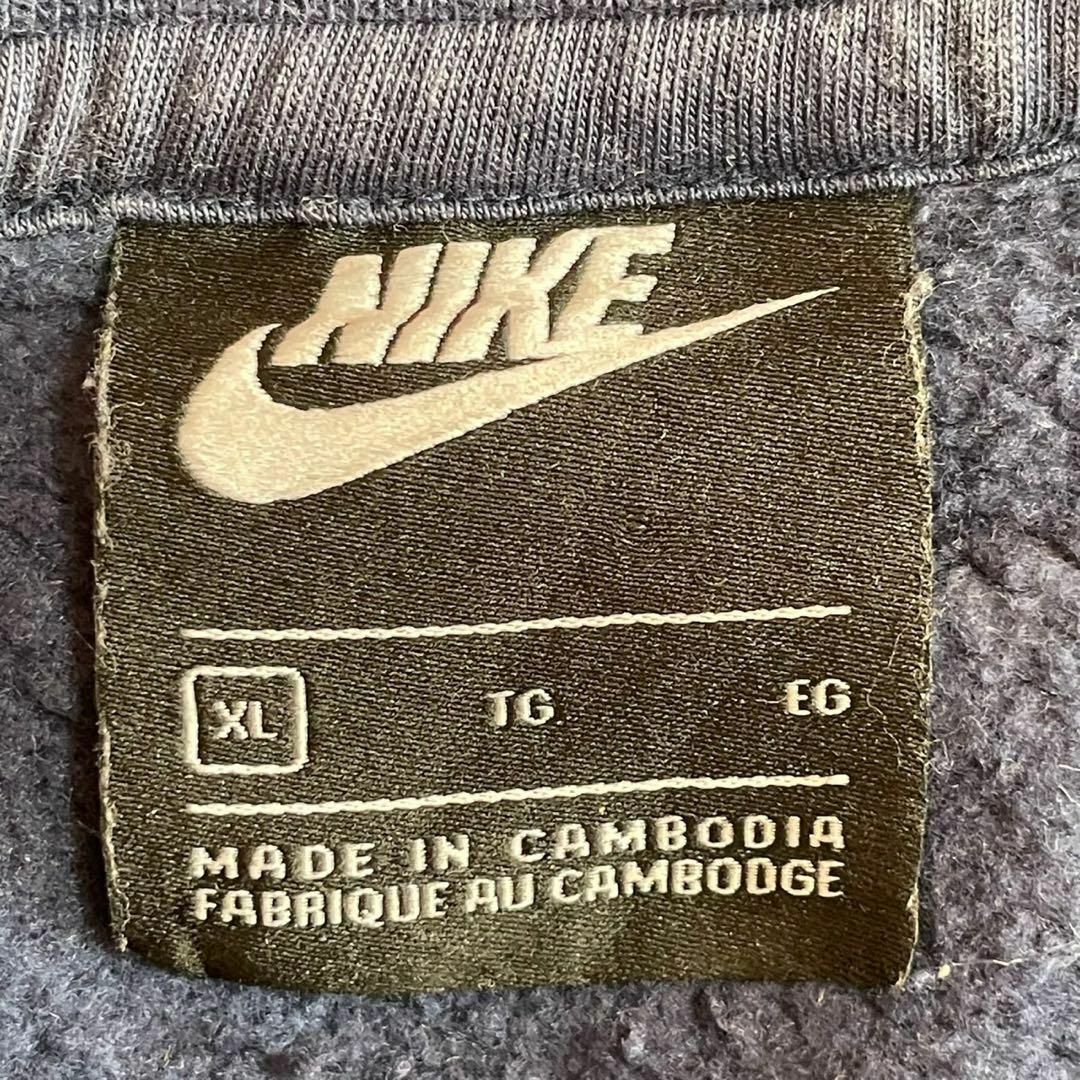 NIKE
XL TG EG
MADE IN CAMBODIA
FABRIQUE AU CAMBODGE